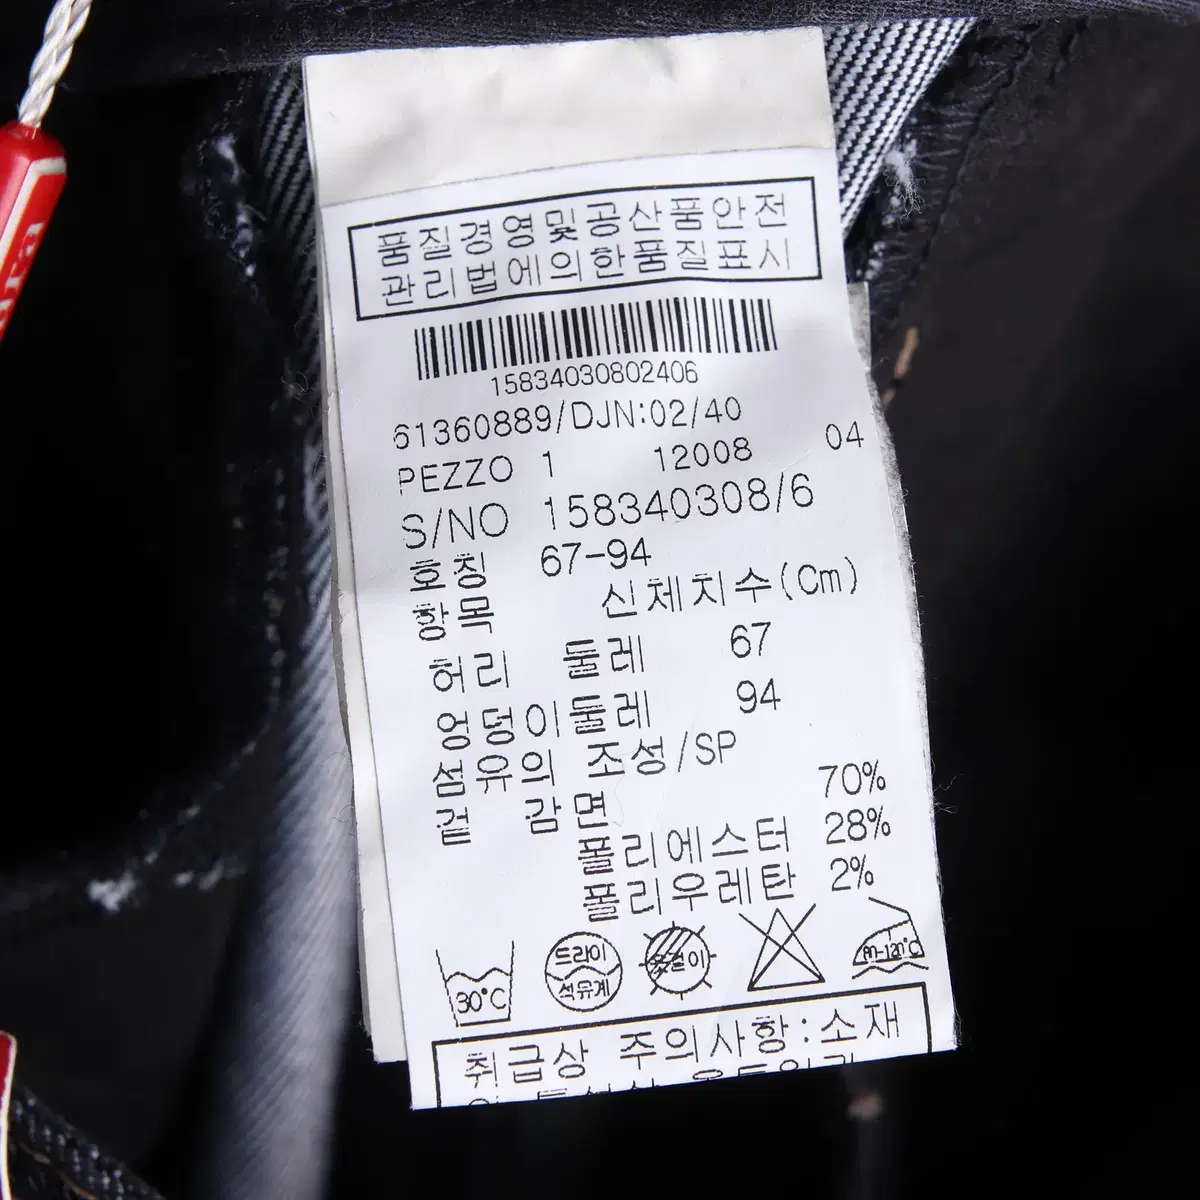 품질경영및공산품안전
관리법에의한품질표시
15834030802406
61360889/DJN:02/40
PEZZO 1 12008 04
S/NO 158340308/6
호칭 67-94
항목 신체치수(Cm)
허리 둘레 67
엉덩이둘레 94
섬유의 조성/SP
겉 감면 70%
폴리에스터 28%
폴리우레탄 2%
30°C
드라이
석유계
옷걸이
80-120°C
취급상 주의사항:소재